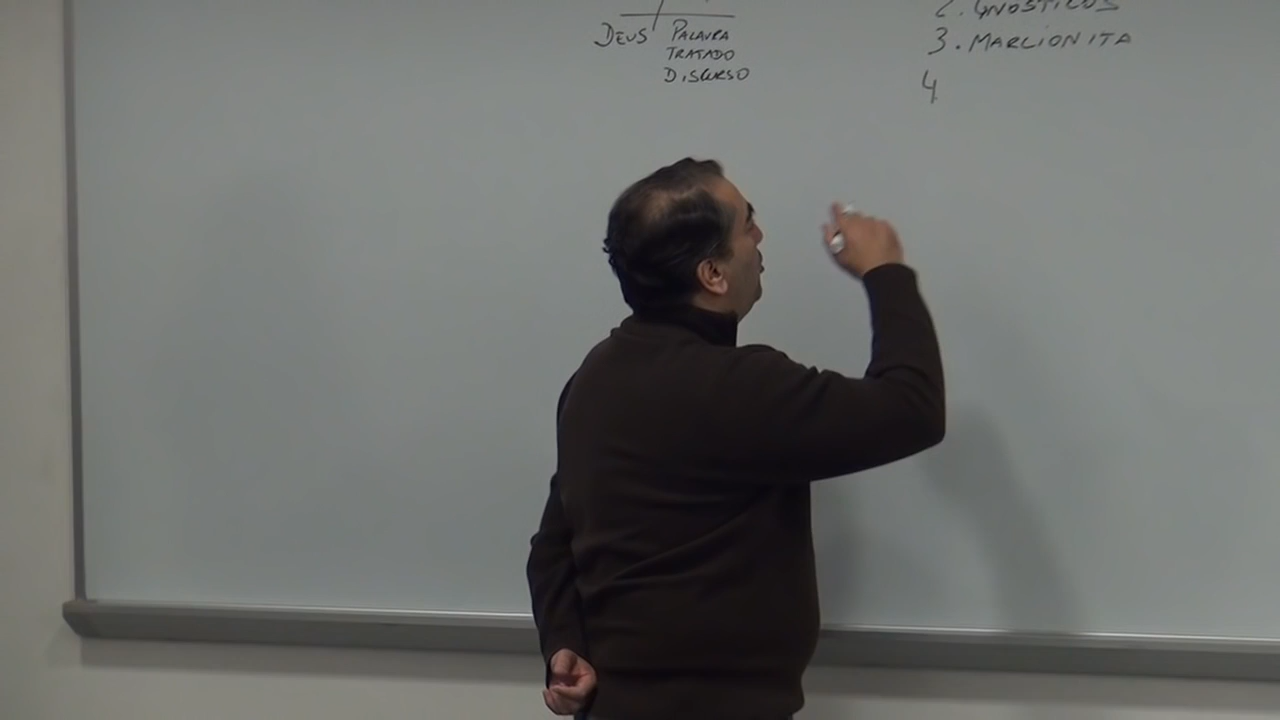 DEUS PALAVRA
TRATADO
DISCURSO
2. GNOSTICOS
3. MARCIONITA
4